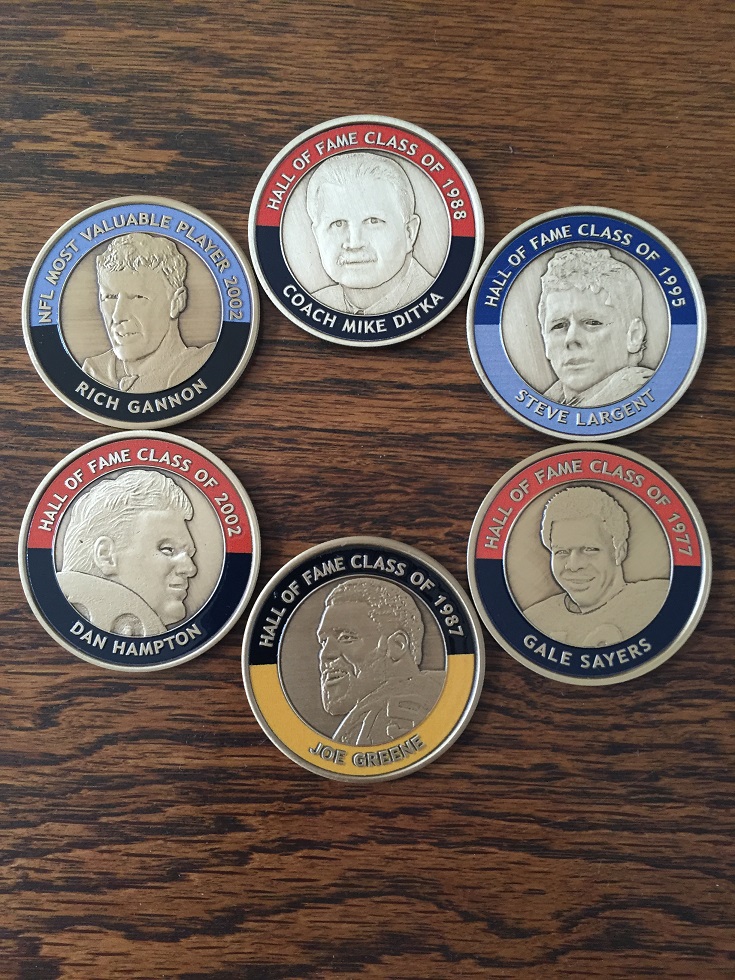 HALL OF FAME CLASS OF 1988
COACH MIKE DITKA
NFL MOST VALUABLE PLAYER 2002
RICH GANNON
HALL OF FAME CLASS OF 1995
STEVE LARGENT
HALL OF FAME CLASS OF 2002
DAN HAMPTON
HALL OF FAME CLASS OF 1977
GALE SAYERS
HALL OF FAME CLASS OF 1987
JOE GREENE